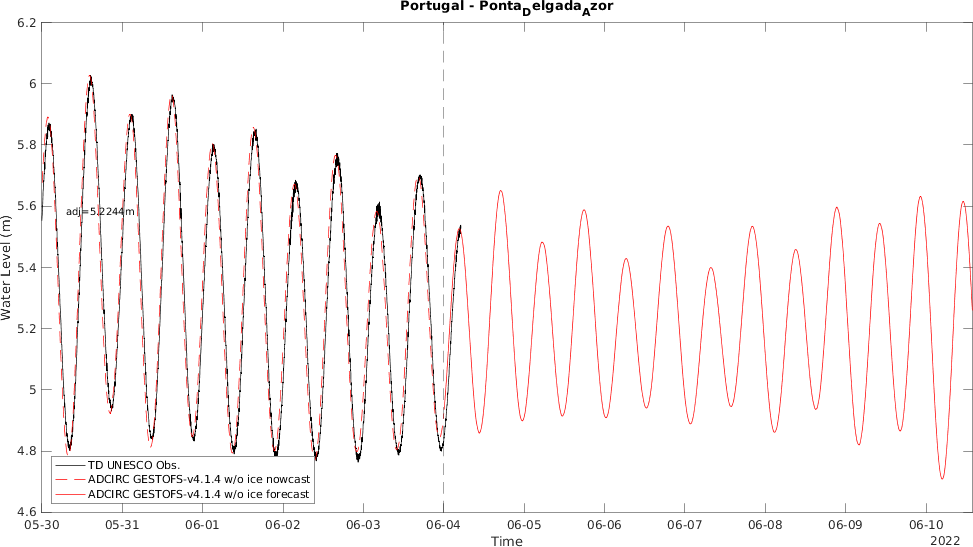 Portugal - PontaDelgadaAzor
6.2
6
5.8
5.6
5.4
5.2
5
4.8
4.6
Water Level (m)
adj=5.2244m
TD UNESCO Obs.
ADCIRC GESTOFS-v4.1.4 w/o ice nowcast
ADCIRC GESTOFS-v4.1.4 w/o ice forecast
05-30 05-31 06-01 06-02 06-03 06-04 06-05 06-06 06-07 06-08 06-09 06-10
Time
2022